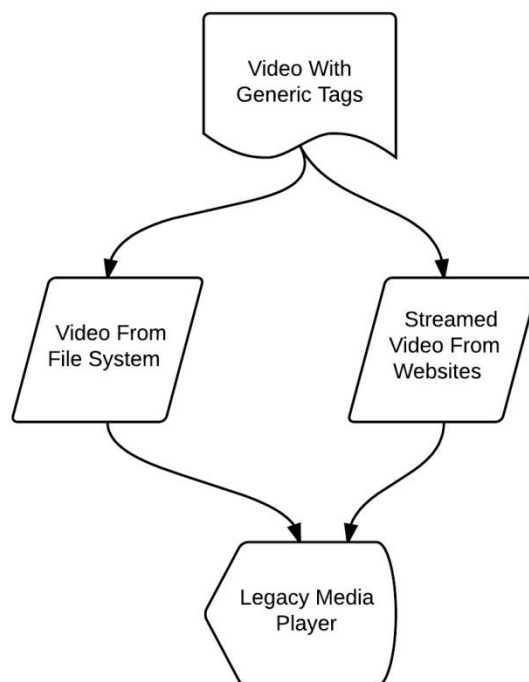 Video With
Generic Tags
Video From
File System
Streamed
Video From
Websites
Legacy Media
Player